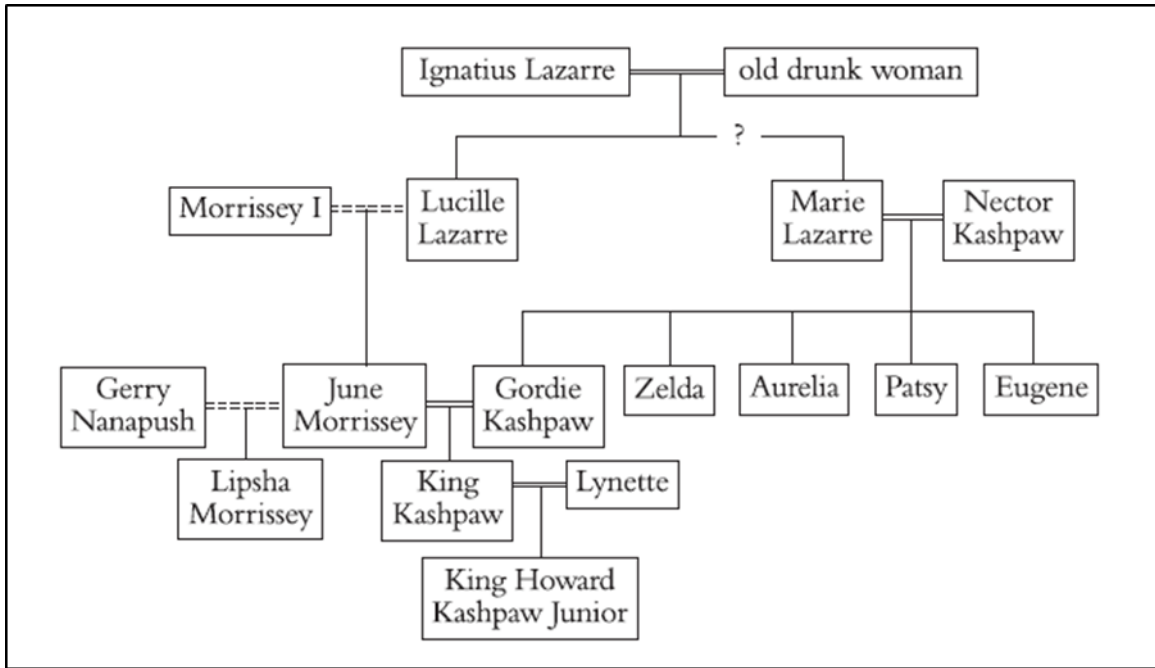 Ignatius Lazarre
old drunk woman
?
Morrissey I
Lucille
Lazarre
Marie
Lazarre
Nector
Kashpaw
Gerry
Nanapush
June
Morrissey
Gordie
Kashpaw
Zelda
Aurelia
Patsy
Eugene
Lipsha
Morrissey
King
Kashpaw
Lynette
King Howard
Kashpaw Junior